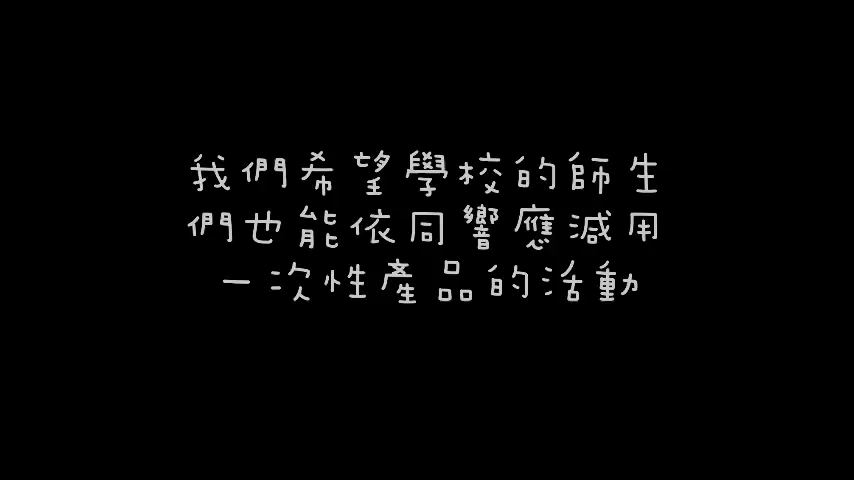 我們希望學校的師生
們也能依同響應減用
一次性產品的活動